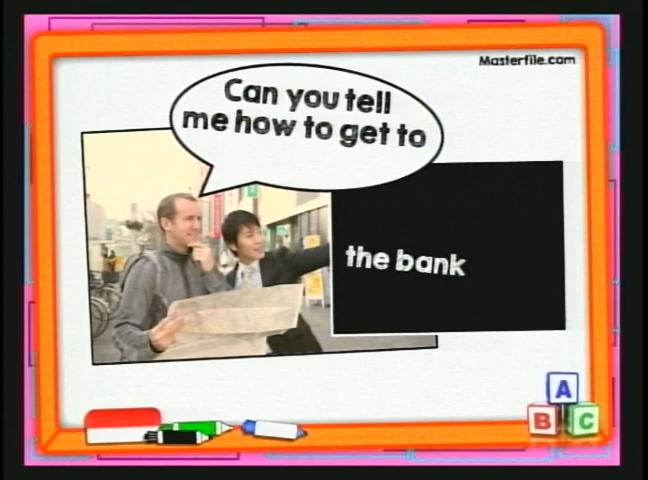 Masterfile.com
Can you tell
me how to get to
the bank
A
B C